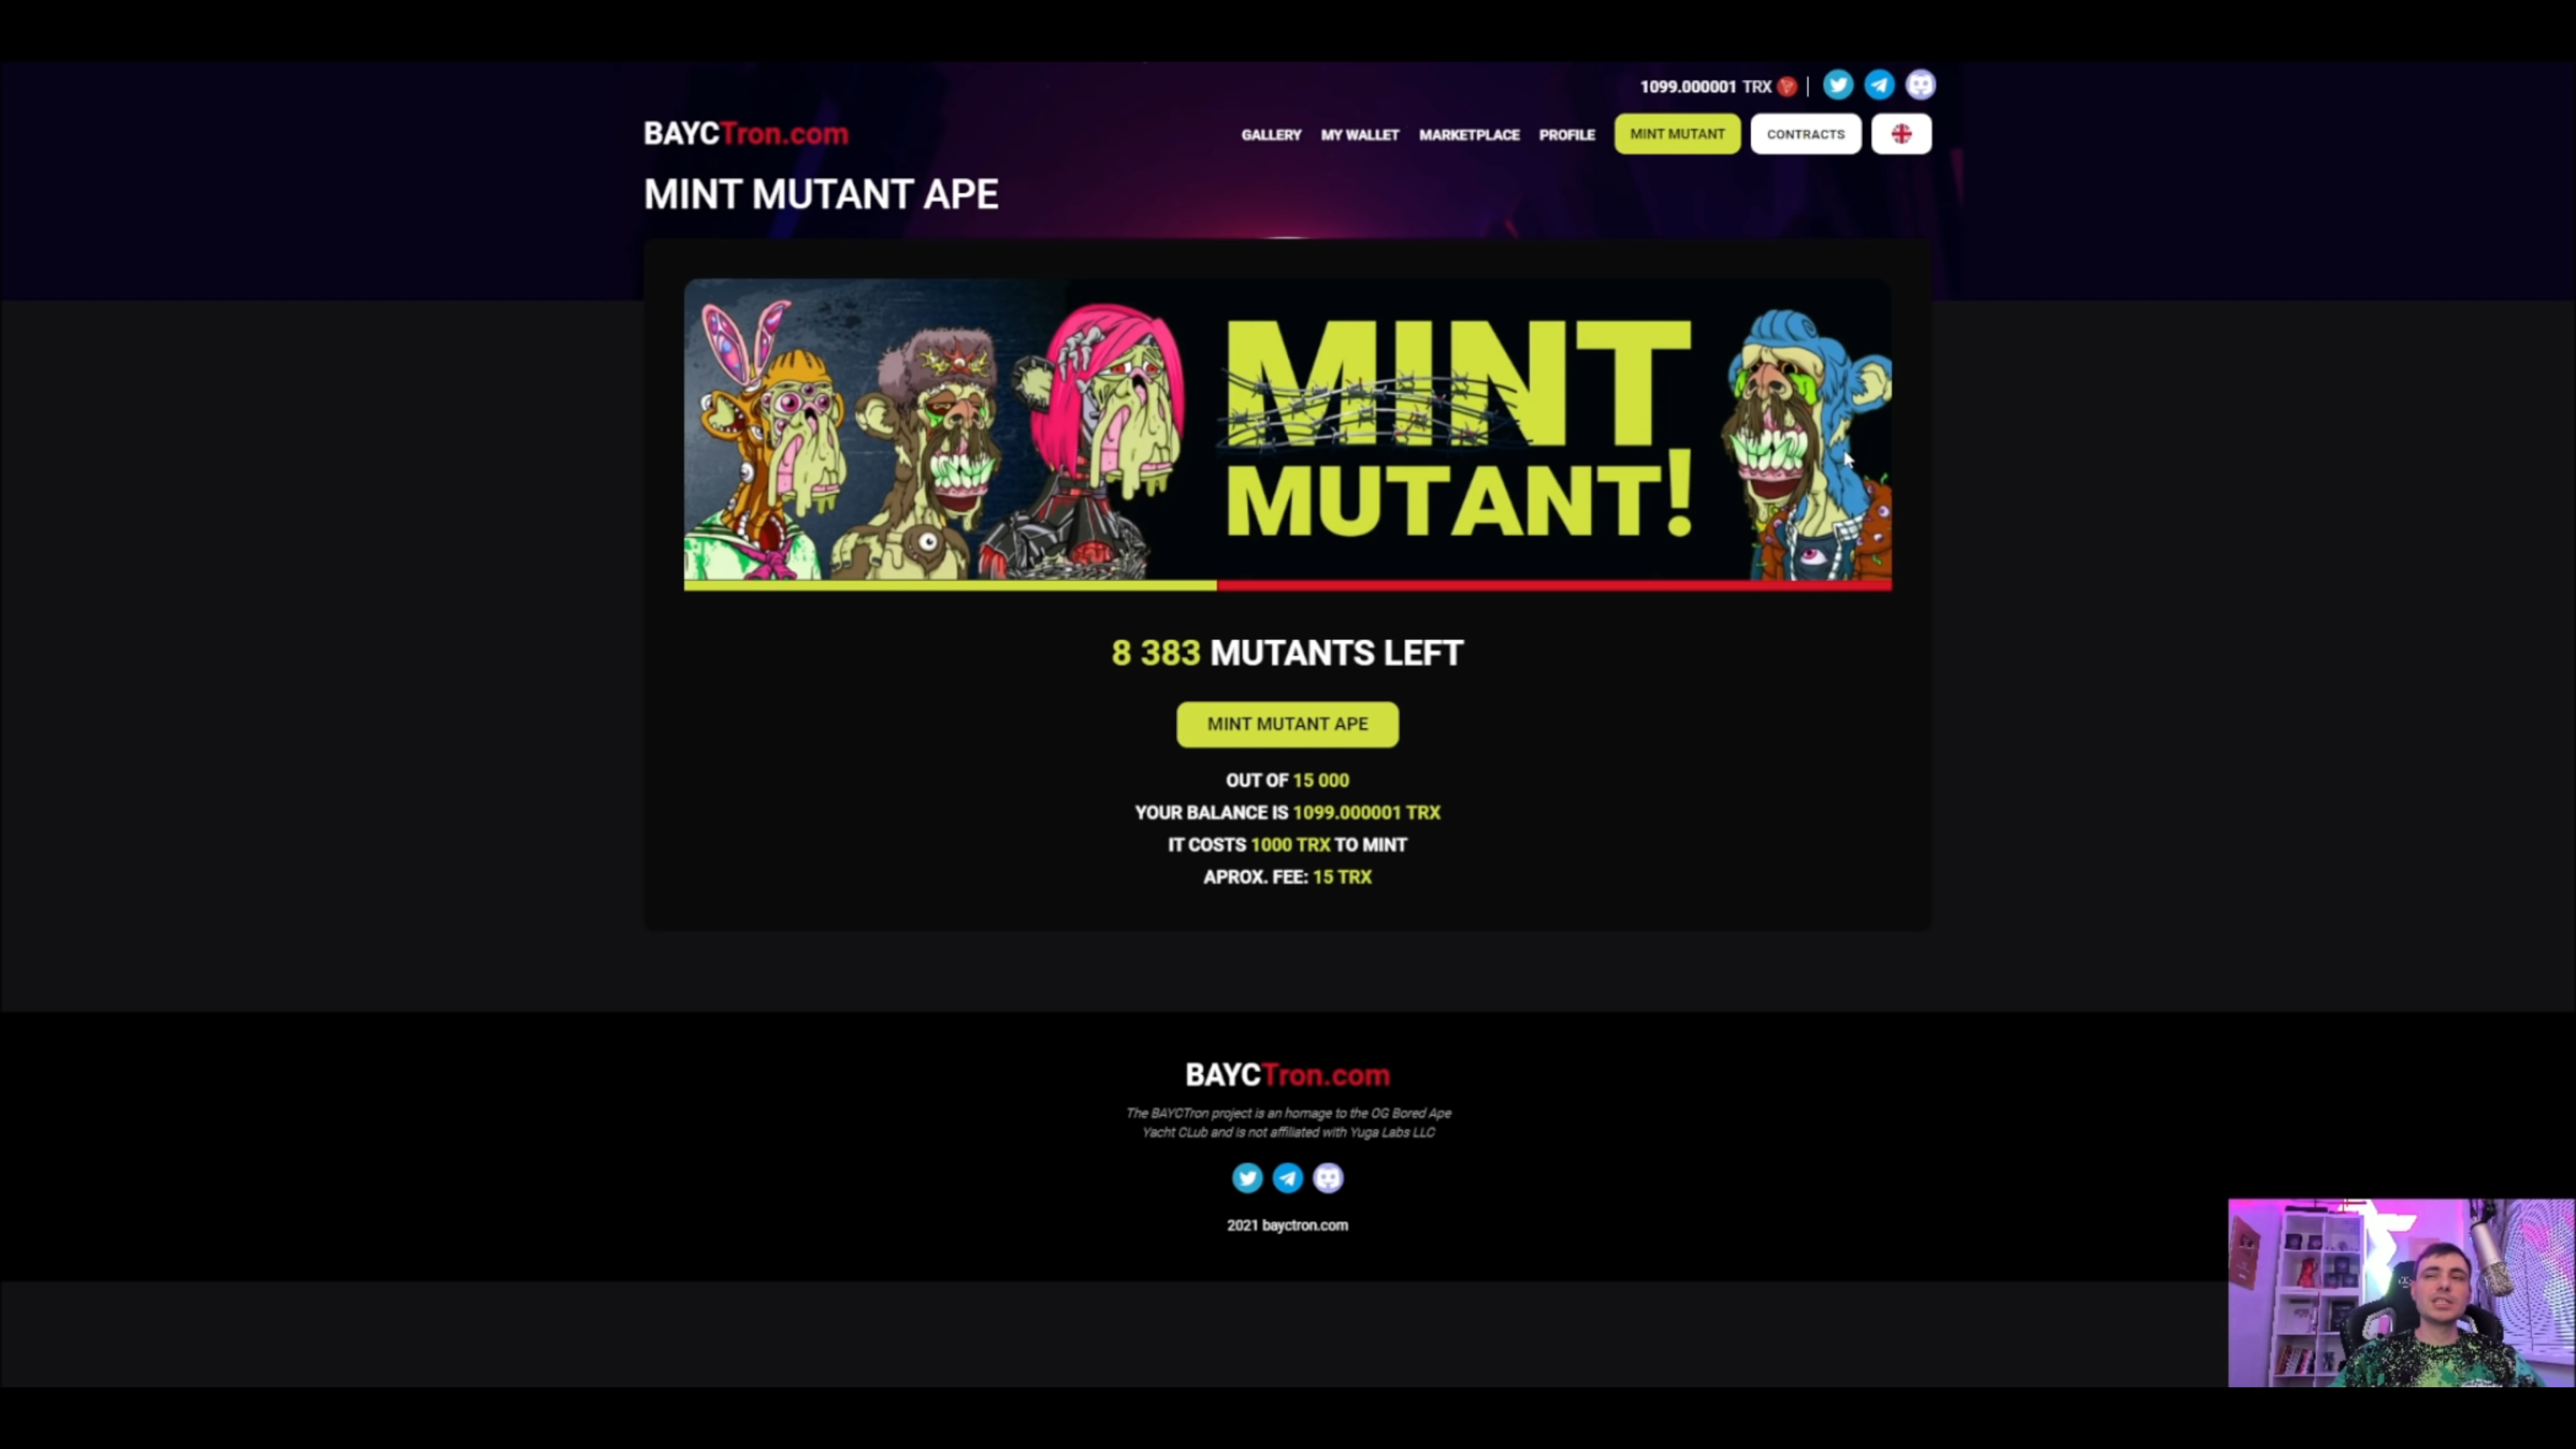 1099.000001 TRX
BAYCTron.com
GALLERY MY WALLET MARKETPLACE PROFILE MINT MUTANT CONTRACTS
MINT MUTANT APE
MINT
MUTANT!
8 383 MUTANTS LEFT
MINT MUTANT APE
OUT OF 15 000
YOUR BALANCE IS 1099.000001 TRX
IT COSTS 1000 TRX TO MINT
APROX. FEE: 15 TRX
BAYCTron.com
The BAYCTron project is an homage to the OG Bored Ape
Yacht CLub and is not affiliated with Yuga Labs LLC
2021 bayctron.com